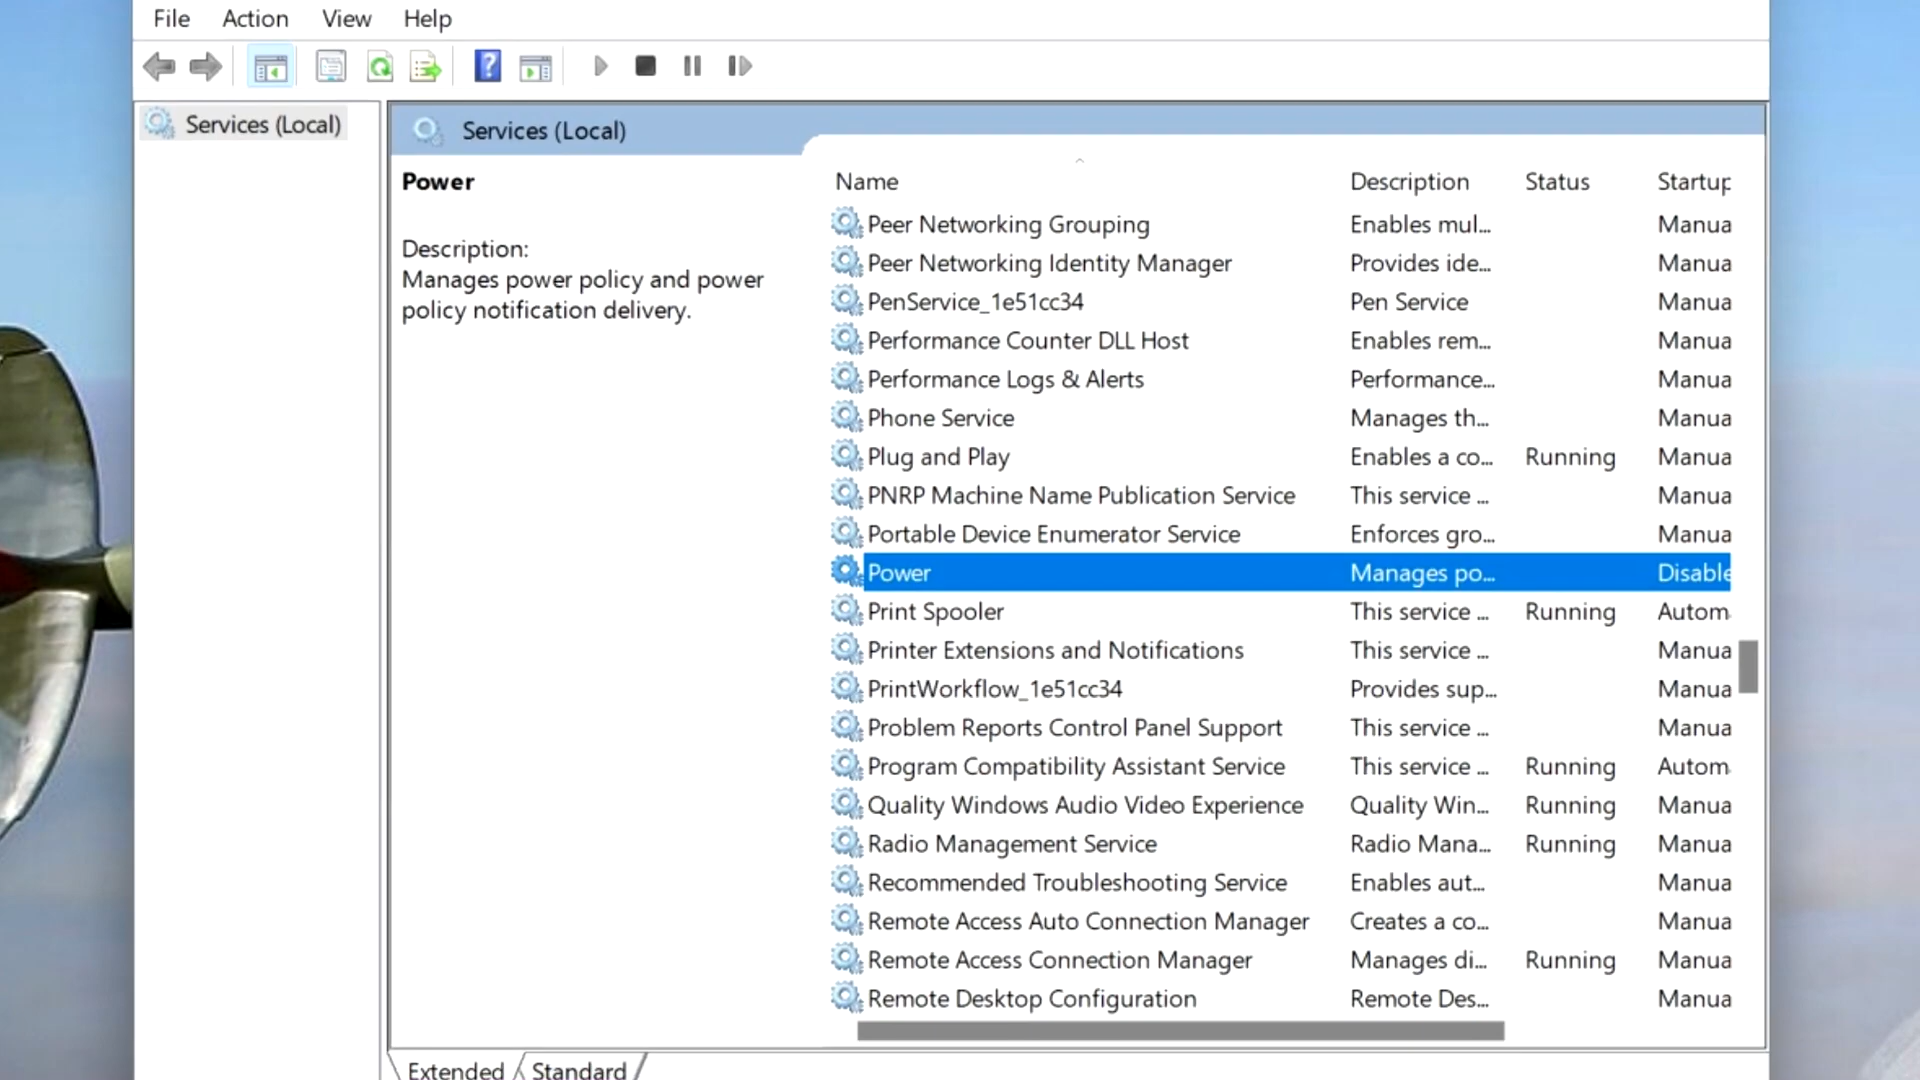 File Action View Help
Services (Local)
Services (Local)
Power
Description:
Manages power policy and power
policy notification delivery.
Name Description Status Startup
Peer Networking Grouping Enables mul... Manua
Peer Networking Identity Manager Provides ide... Manua
PenService_1e51cc34 Pen Service Manua
Performance Counter DLL Host Enables rem... Manua
Performance Logs & Alerts Performance... Manua
Phone Service Manages th... Manua
Plug and Play Enables a co... Running Manua
PNRP Machine Name Publication Service This service ... Manua
Portable Device Enumerator Service Enforces gro... Manua
Power Manages po... Disable
Print Spooler This service ... Running Autom
Printer Extensions and Notifications This service ... Manua
PrintWorkflow_1e51cc34 Provides sup... Manua
Problem Reports Control Panel Support This service ... Manua
Program Compatibility Assistant Service This service ... Running Autom
Quality Windows Audio Video Experience Quality Win... Running Manua
Radio Management Service Radio Mana... Running Manua
Recommended Troubleshooting Service Enables aut... Manua
Remote Access Auto Connection Manager Creates a co... Manua
Remote Access Connection Manager Manages di... Running Manua
Remote Desktop Configuration Remote Des... Manua
Extended Standard